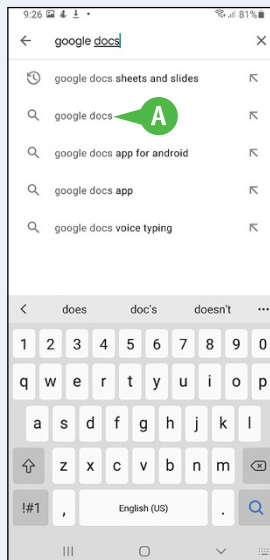 9:26 81%
google docs
google docs sheets and slides
google docs
A
google docs app for android
google docs app
google docs voice typing
does doc's doesn't ...
1 2 3 4 5 6 7 8 9 0
q w e r t y u i o p
a s d f g h j k l
z x c v b n m
!#1 , English (US) .